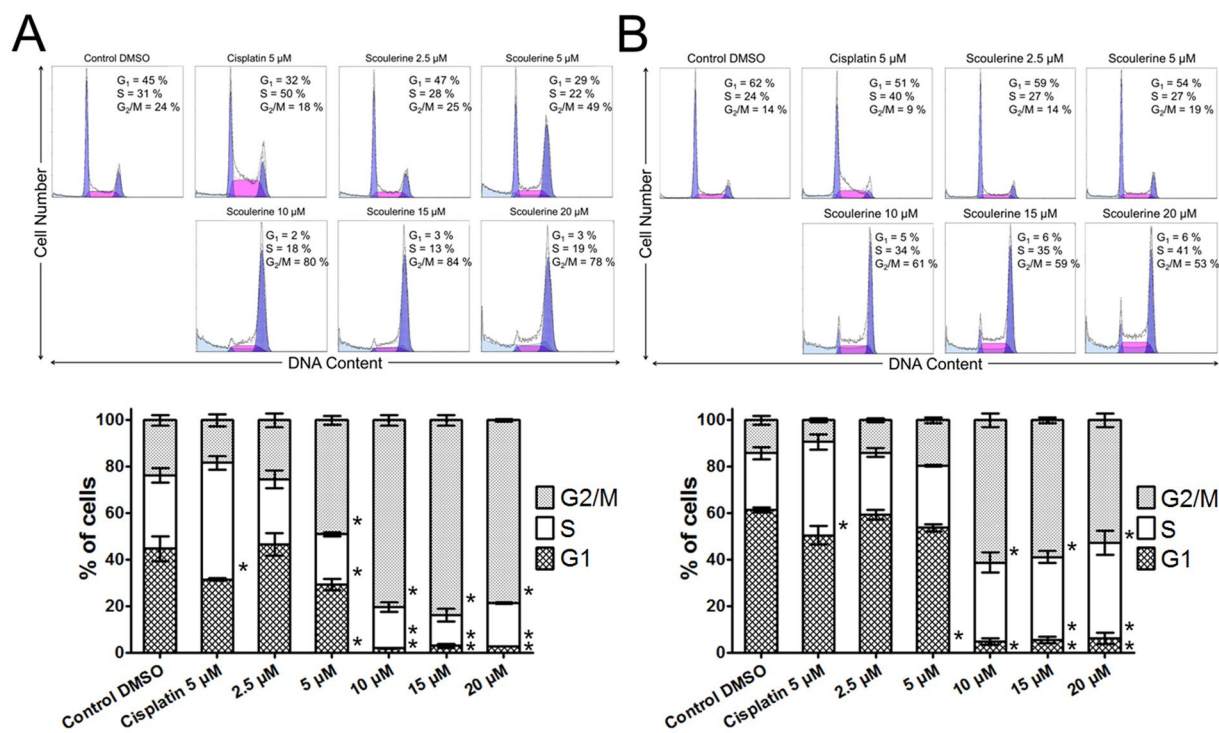 A
Control DMSO
G₁ = 45 %
S = 31 %
G₂/M = 24 %
Cisplatin 5 µM
G₁ = 32 %
S = 50 %
G₂/M = 18 %
Scoulerine 2.5 µM
G₁ = 47 %
S = 28 %
G₂/M = 25 %
Scoulerine 5 µM
G₁ = 29 %
S = 22 %
G₂/M = 49 %
Scoulerine 10 µM
G₁ = 2 %
S = 18 %
G₂/M = 80 %
Scoulerine 15 µM
G₁ = 3 %
S = 13 %
G₂/M = 84 %
Scoulerine 20 µM
G₁ = 3 %
S = 19 %
G₂/M = 78 %
Cell Number
DNA Content
B
Control DMSO
G₁ = 62 %
S = 24 %
G₂/M = 14 %
Cisplatin 5 µM
G₁ = 51 %
S = 40 %
G₂/M = 9 %
Scoulerine 2.5 µM
G₁ = 59 %
S = 27 %
G₂/M = 14 %
Scoulerine 5 µM
G₁ = 54 %
S = 27 %
G₂/M = 19 %
Scoulerine 10 µM
G₁ = 5 %
S = 34 %
G₂/M = 61 %
Scoulerine 15 µM
G₁ = 6 %
S = 35 %
G₂/M = 59 %
Scoulerine 20 µM
G₁ = 6 %
S = 41 %
G₂/M = 53 %
Cell Number
DNA Content
% of cells
100
80
60
40
20
0
*
*
*
*
*
*
*
*
*
*
*
*
*
Control DMSO
Cisplatin 5 µM
2.5 µM
5 µM
10 µM
15 µM
20 µM
G2/M
S
G1
% of cells
100
80
60
40
20
0
*
*
*
*
*
*
*
*
*
*
Control DMSO
Cisplatin 5 µM
2.5 µM
5 µM
10 µM
15 µM
20 µM
G2/M
S
G1